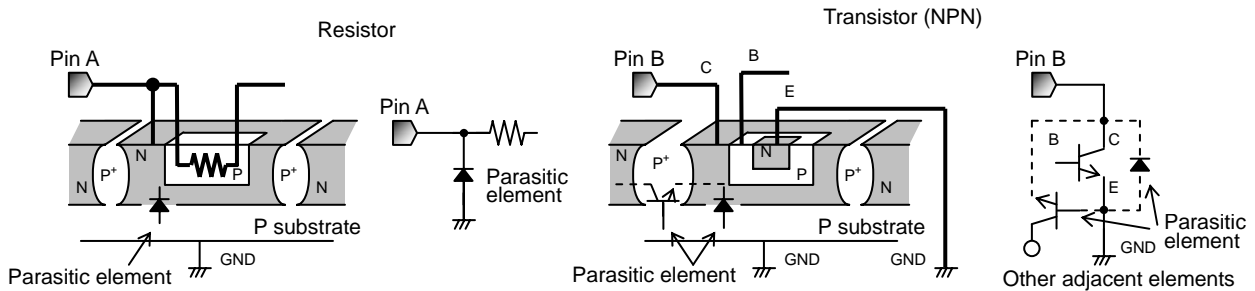 Resistor
Transistor (NPN)
Pin A
Pin A
Pin B
C
B
E
Pin B
N
P
N
P+
P+
N
Parasitic element
P substrate
GND
Parasitic element
N
N
P+
P
P+
N
P substrate
GND
GND
Parasitic element
B
C
E
GND
Parasitic element
Other adjacent elements